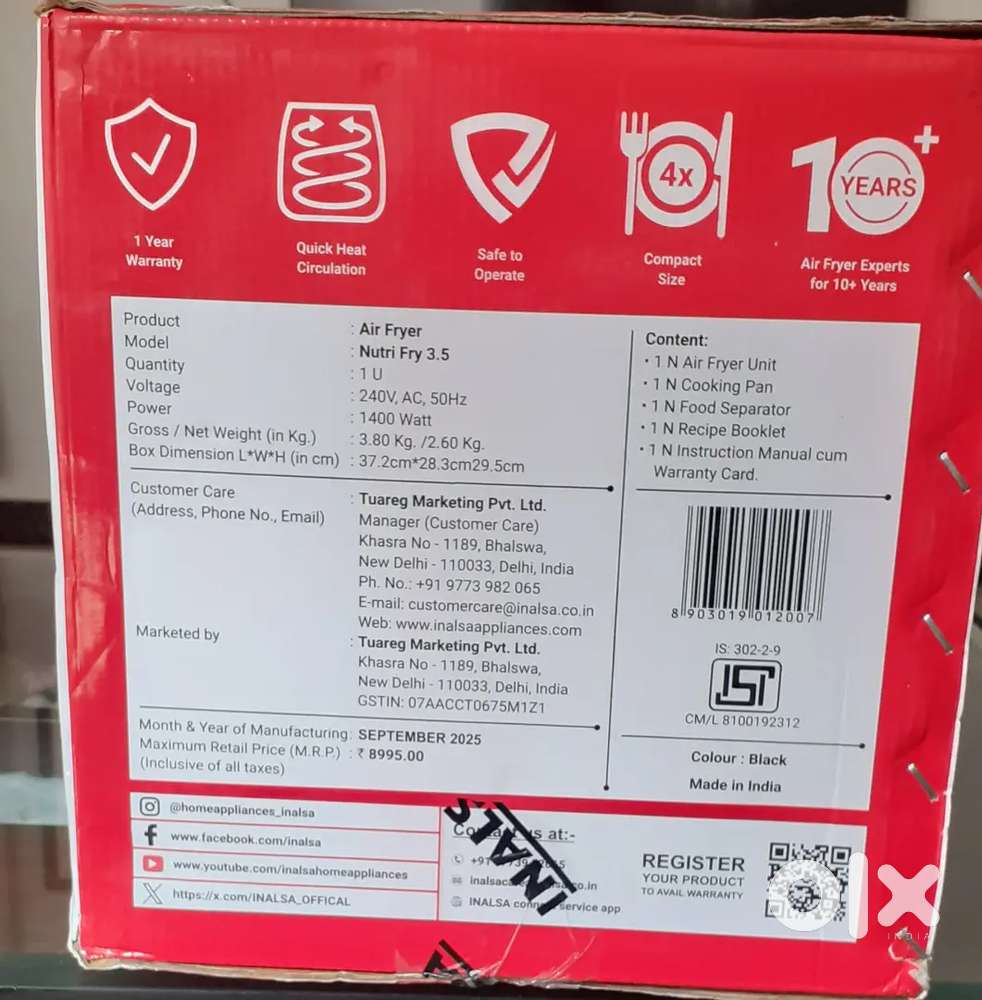 1 Year
Warranty
Quick Heat
Circulation
Safe to
Operate
4x
Compact
Size
10+
YEARS
Air Fryer Experts
for 10+ Years
Product : Air Fryer
Model : Nutri Fry 3.5
Quantity : 1 U
Voltage : 240V, AC, 50Hz
Power : 1400 Watt
Gross / Net Weight (in Kg.) : 3.80 Kg. /2.60 Kg.
Box Dimension L*W*H (in cm) : 37.2cm*28.3cm29.5cm
Customer Care : Tuareg Marketing Pvt. Ltd.
(Address, Phone No., Email) Manager (Customer Care)
Khasra No - 1189, Bhalswa,
New Delhi - 110033, Delhi, India
Ph. No.: +91 9773 982 065
E-mail: customercare@inalsa.co.in
Web: www.inalsaappliances.com
Marketed by : Tuareg Marketing Pvt. Ltd.
Khasra No - 1189, Bhalswa,
New Delhi - 110033, Delhi, India
GSTIN: 07AACCT0675M1Z1
Month & Year of Manufacturing: SEPTEMBER 2025
Maximum Retail Price (M.R.P.) : ₹ 8995.00
(Inclusive of all taxes)
Content:
• 1 N Air Fryer Unit
• 1 N Cooking Pan
• 1 N Food Separator
• 1 N Recipe Booklet
• 1 N Instruction Manual cum
Warranty Card.
8 903019 012007
IS: 302-2-9
ISI
CM/L 8100192312
Colour : Black
Made in India
@homeappliances_inalsa
www.facebook.com/inalsa
www.youtube.com/inalsahomeappliances
https://x.com/INALSA_OFFICAL
us at:-
+91
INALSA service app
INALS
REGISTER
YOUR PRODUCT
TO AVAIL WARRANTY
olx
INDIA